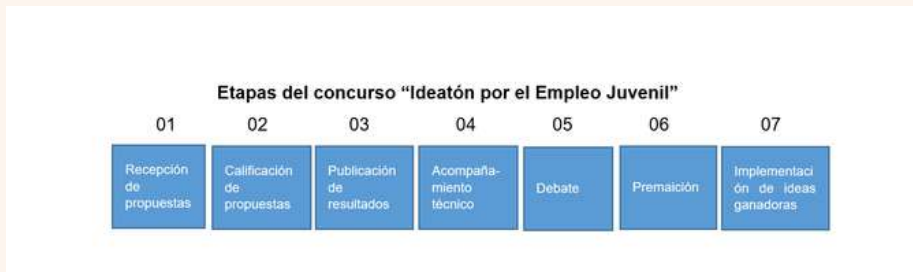 Etapas del concurso “Ideatón por el Empleo Juvenil”
01 02 03 04 05 06 07
Recepción
de
propuestas
Calificación
de
propuestas
Publicación
de
resultados
Acompaña-
miento
técnico
Debate
Premaición
Implementaci
ón de ideas
ganadoras